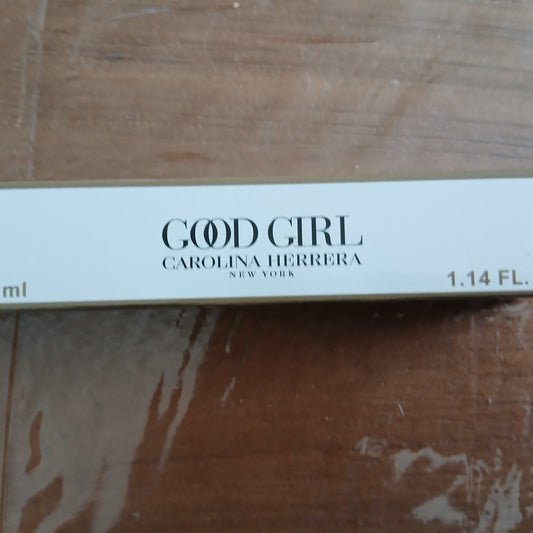 GOOD GIRL
CAROLINA HERRERA
NEW YORK
ml
1.14 FL.